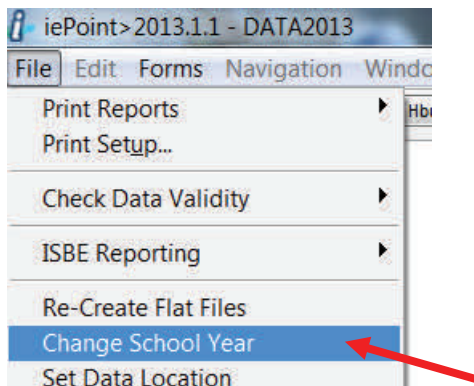 iePoint>2013.1.1 - DATA2013
File Edit Forms Navigation
Print Reports
Print Setup...
Check Data Validity
ISBE Reporting
Re-Create Flat Files
Change School Year
Set Data Location